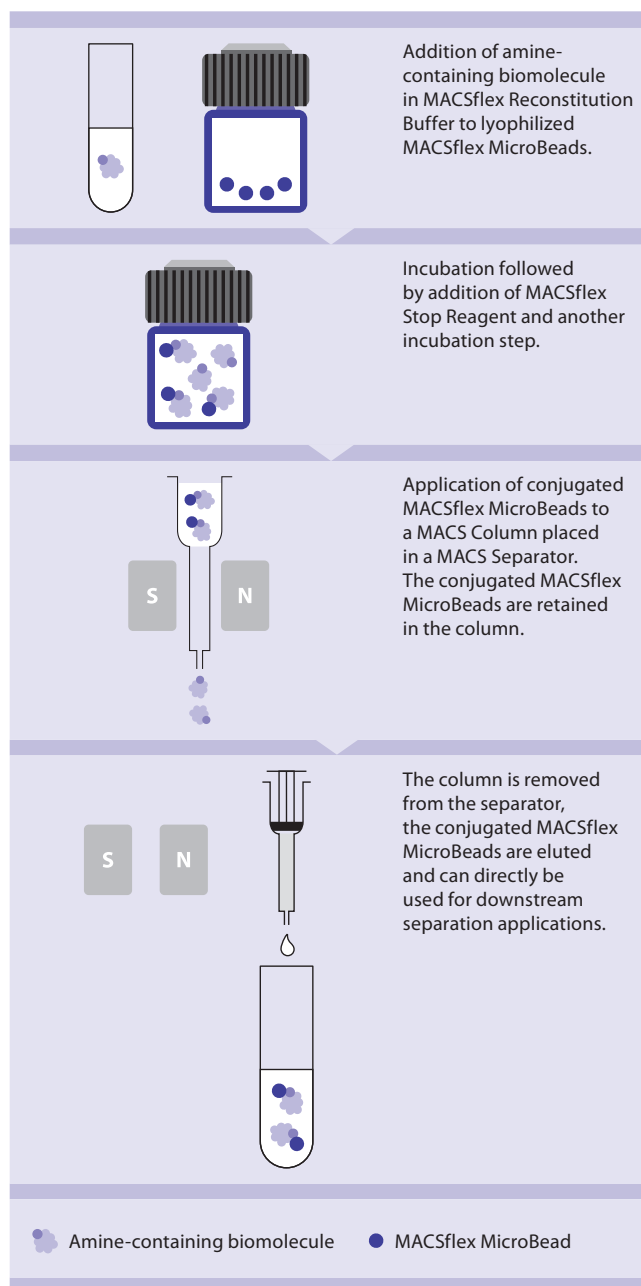 Addition of amine-
containing biomolecule
in MACSflex Reconstitution
Buffer to lyophilized
MACSflex MicroBeads.
Incubation followed
by addition of MACSflex
Stop Reagent and another
incubation step.
Application of conjugated
MACSflex MicroBeads to
a MACS Column placed
in a MACS Separator.
The conjugated MACSflex
MicroBeads are retained
in the column.
S N
The column is removed
from the separator,
the conjugated MACSflex
MicroBeads are eluted
and can directly be
used for downstream
separation applications.
S N
Amine-containing biomolecule MACSflex MicroBead